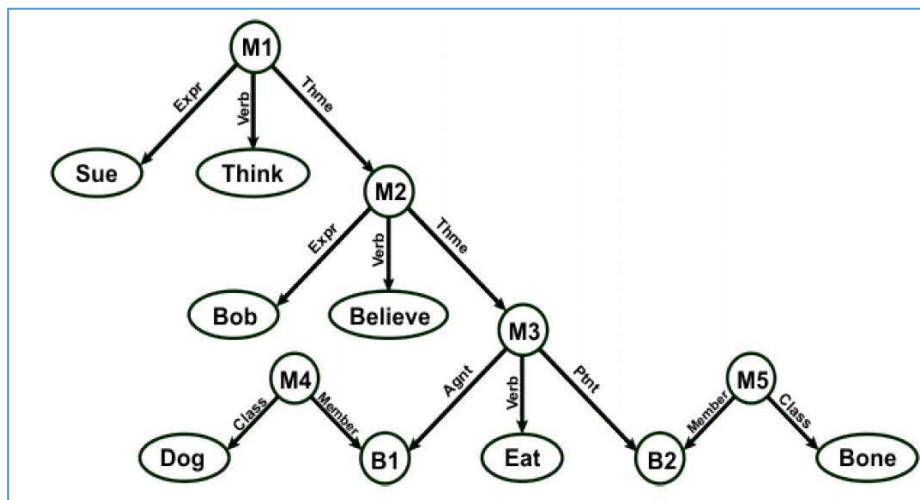 M1
Expr
Verb
Thme
Sue
Think
M2
Expr
Verb
Thme
Bob
Believe
M3
M4
Agnt
Verb
Ptnt
M5
Class
Member
Member
Class
Dog
B1
Eat
B2
Bone